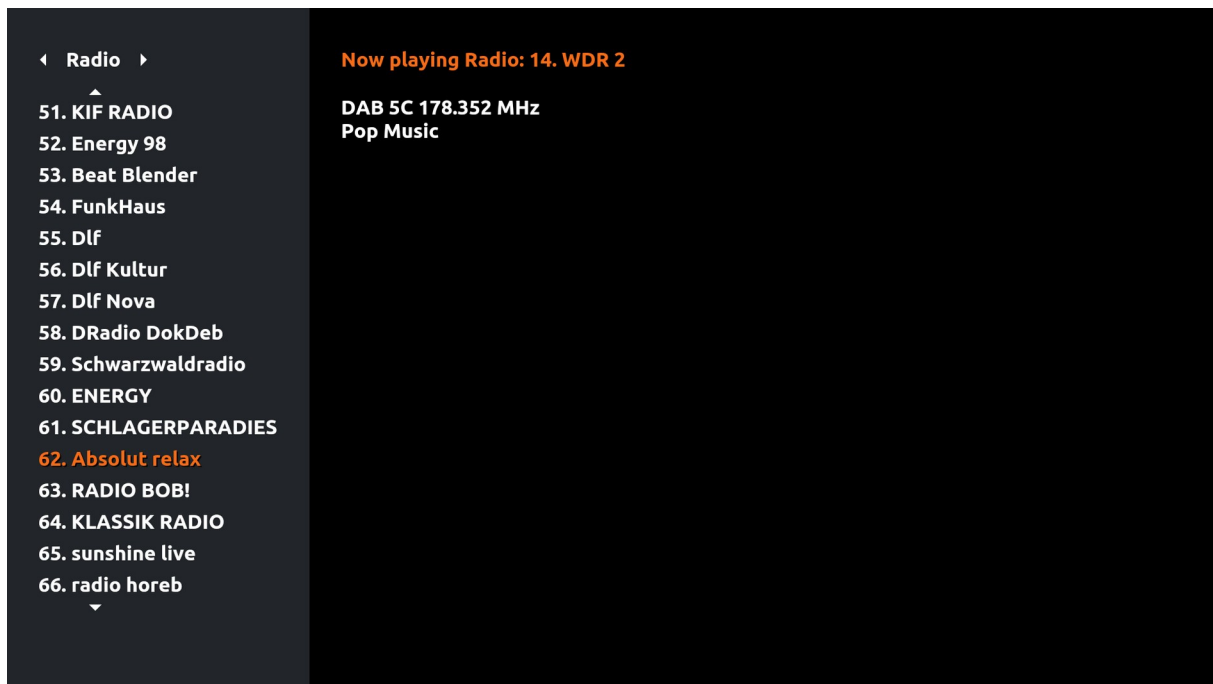 Radio
51. KIF RADIO
52. Energy 98
53. Beat Blender
54. FunkHaus
55. Dlf
56. Dlf Kultur
57. Dlf Nova
58. DRadio DokDeb
59. Schwarzwaldradio
60. ENERGY
61. SCHLAGERPARADIES
62. Absolut relax
63. RADIO BOB!
64. KLASSIK RADIO
65. sunshine live
66. radio horeb
Now playing Radio: 14. WDR 2
DAB 5C 178.352 MHz
Pop Music